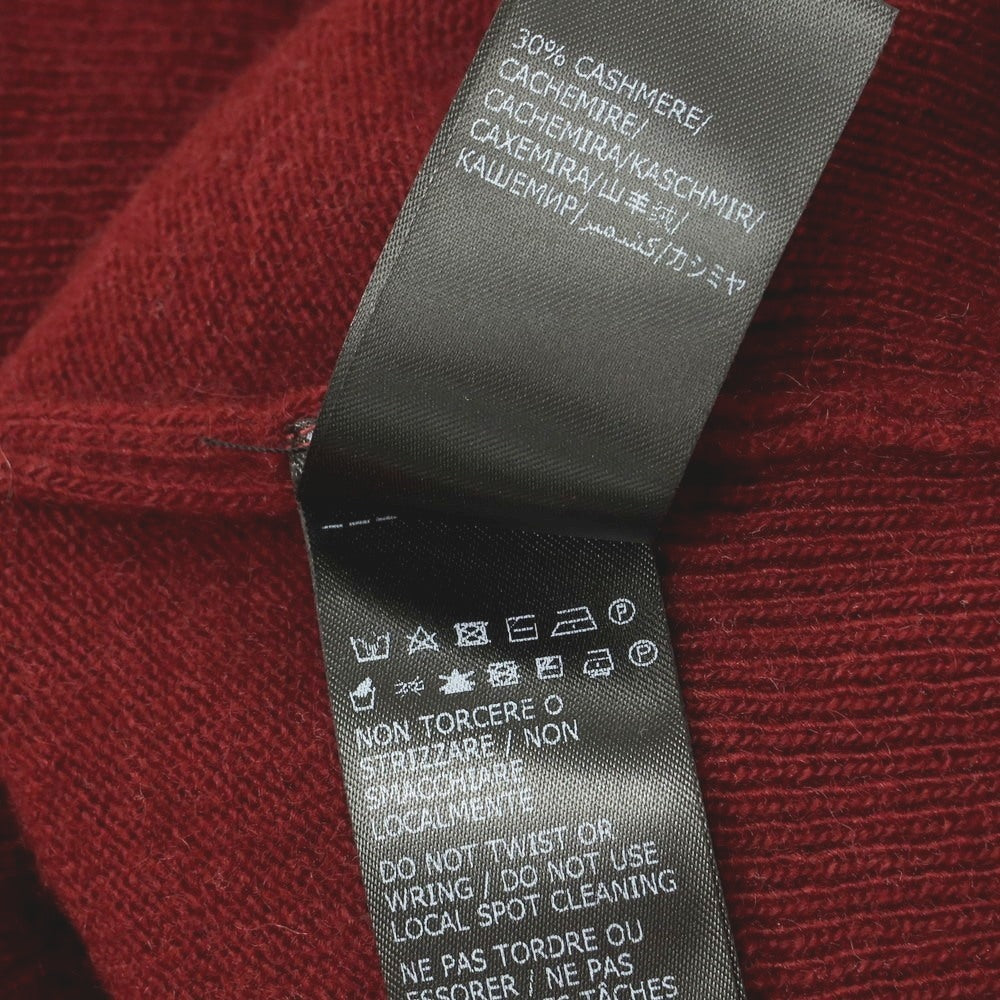 30% CASHMERE/
CACHEMIRE/
CACHEMIRA/KASCHMIR/
CAXEMIRA/山羊绒/
КАШЕМИР/كشمير/カシミヤ
P
P
NON TORCERE O
STRIZZARE / NON
SMACCHIARE
LOCALMENTE
DO NOT TWIST OR
WRING / DO NOT USE
LOCAL SPOT CLEANING
NE PAS TORDRE OU
ESSORER / NE PAS
TÂCHES